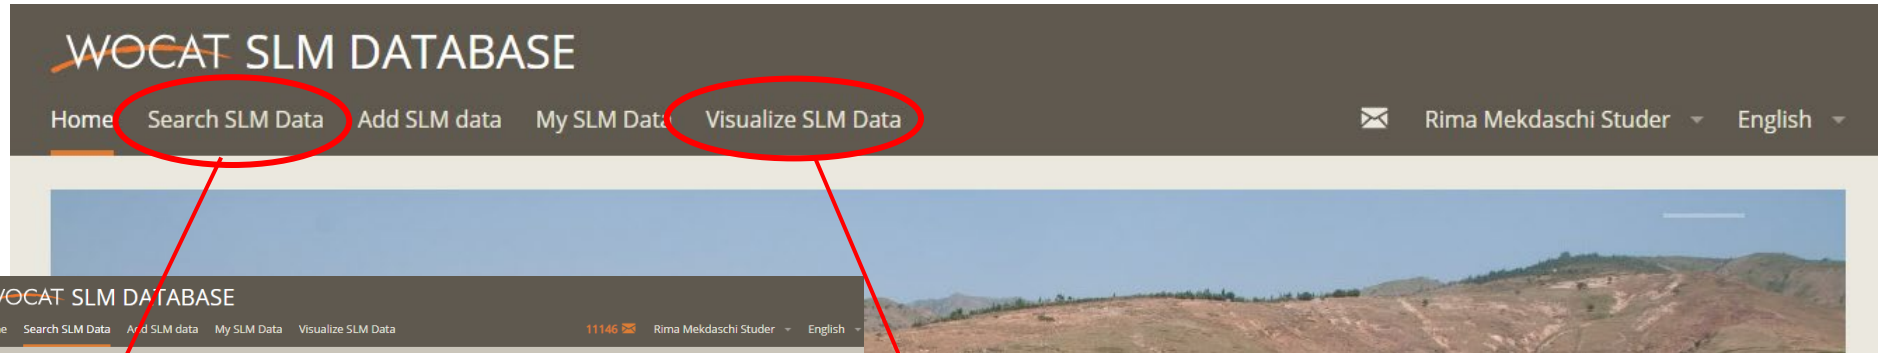 WOCAT SLM DATABASE
Home Search SLM Data Add SLM data My SLM Data Visualize SLM Data Rima Mekdaschi Studer English
WOCAT SLM DATABASE
Search SLM Data Add SLM data My SLM Data Visualize SLM Data 11146 Rima Mekdaschi Studer English